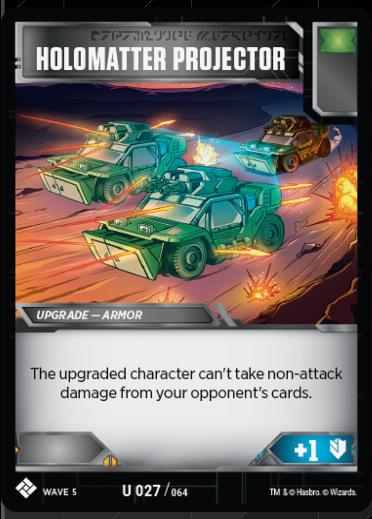 HOLOMATTER PROJECTOR
UPGRADE — ARMOR
The upgraded character can't take non-attack
damage from your opponent's cards.
+1
WAVE 5 U 027/064 TM & © Hasbro. © Wizards.